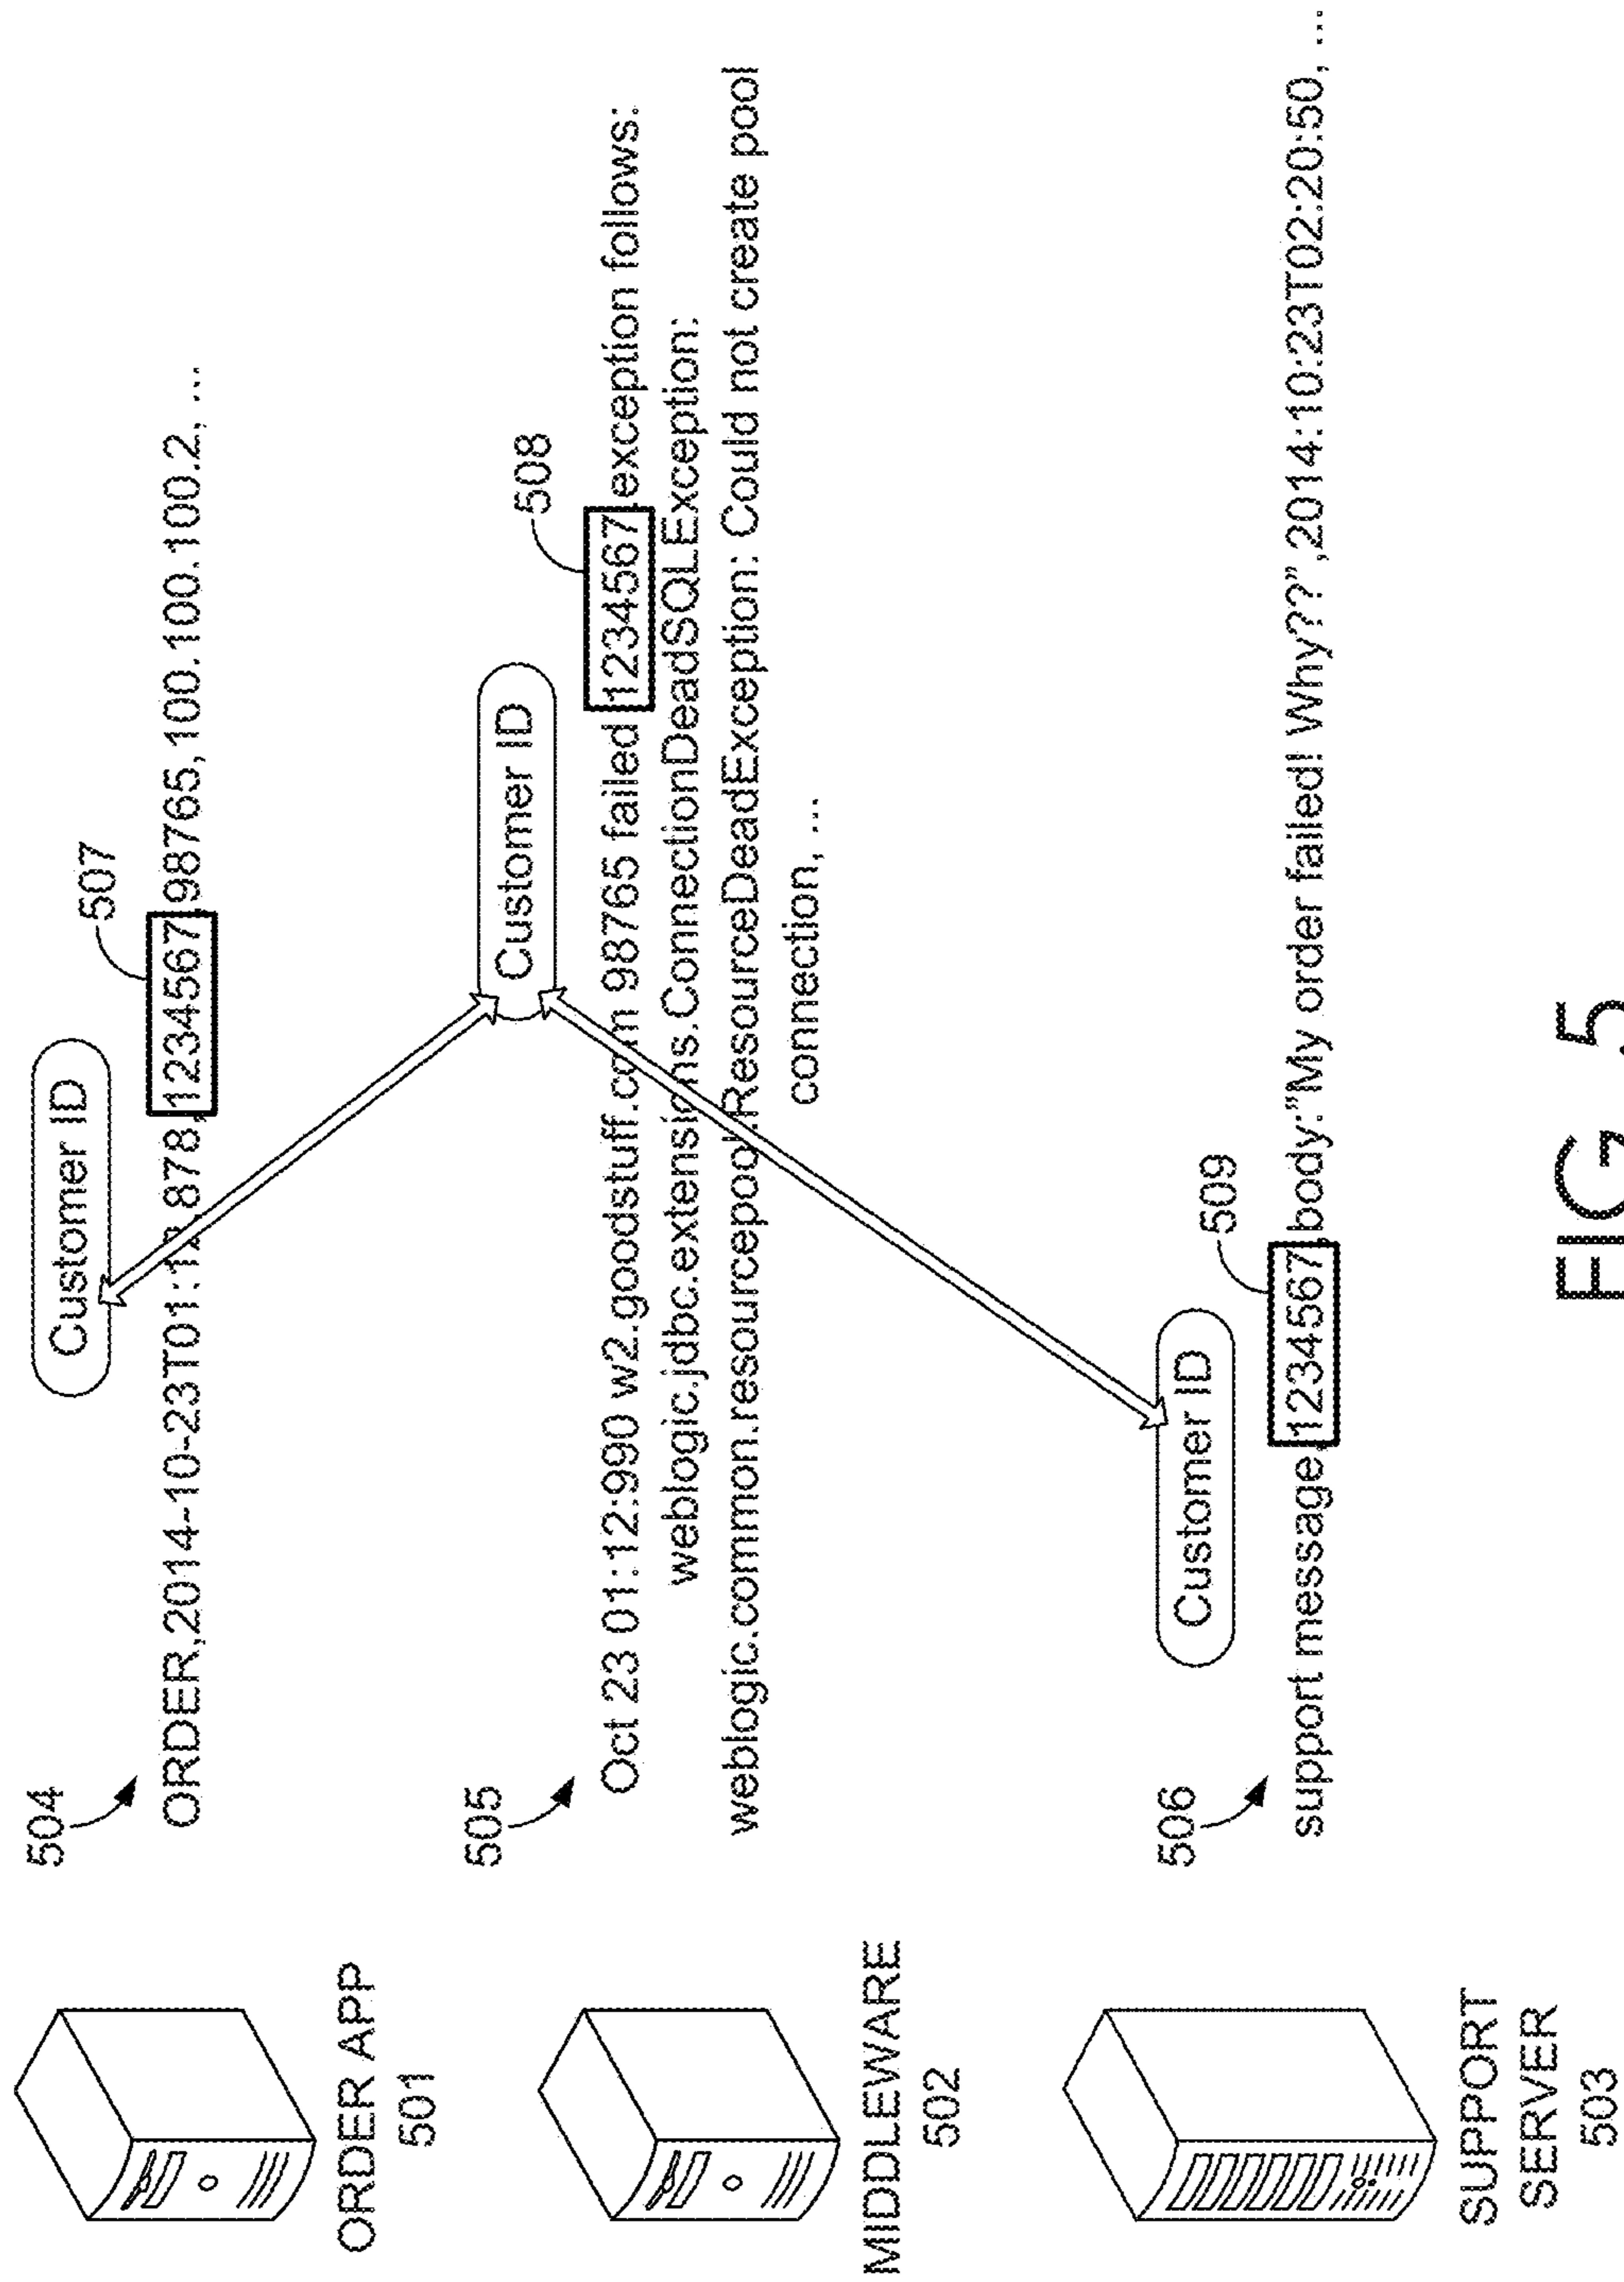 504
Customer ID
507
ORDER,2014-10-23T01:12.878,1234567,98765,100.100.100.2, ...
ORDER APP
501
505
Customer ID
508
Oct 23 01:12:990 w2.goodstuff.com 98765 failed 1234567,exception follows:
weblogic.jdbc.extensions.ConnectionDeadSQLException:
weblogic.common.resourcepool.ResourceDeadException: Could not create pool
connection, ...
MIDDLEWARE
502
506
Customer ID
509
support message,1234567,body:"My order failed! Why??",2014:10:23T02:20:50, ...
SUPPORT
SERVER
503
FIG. 5